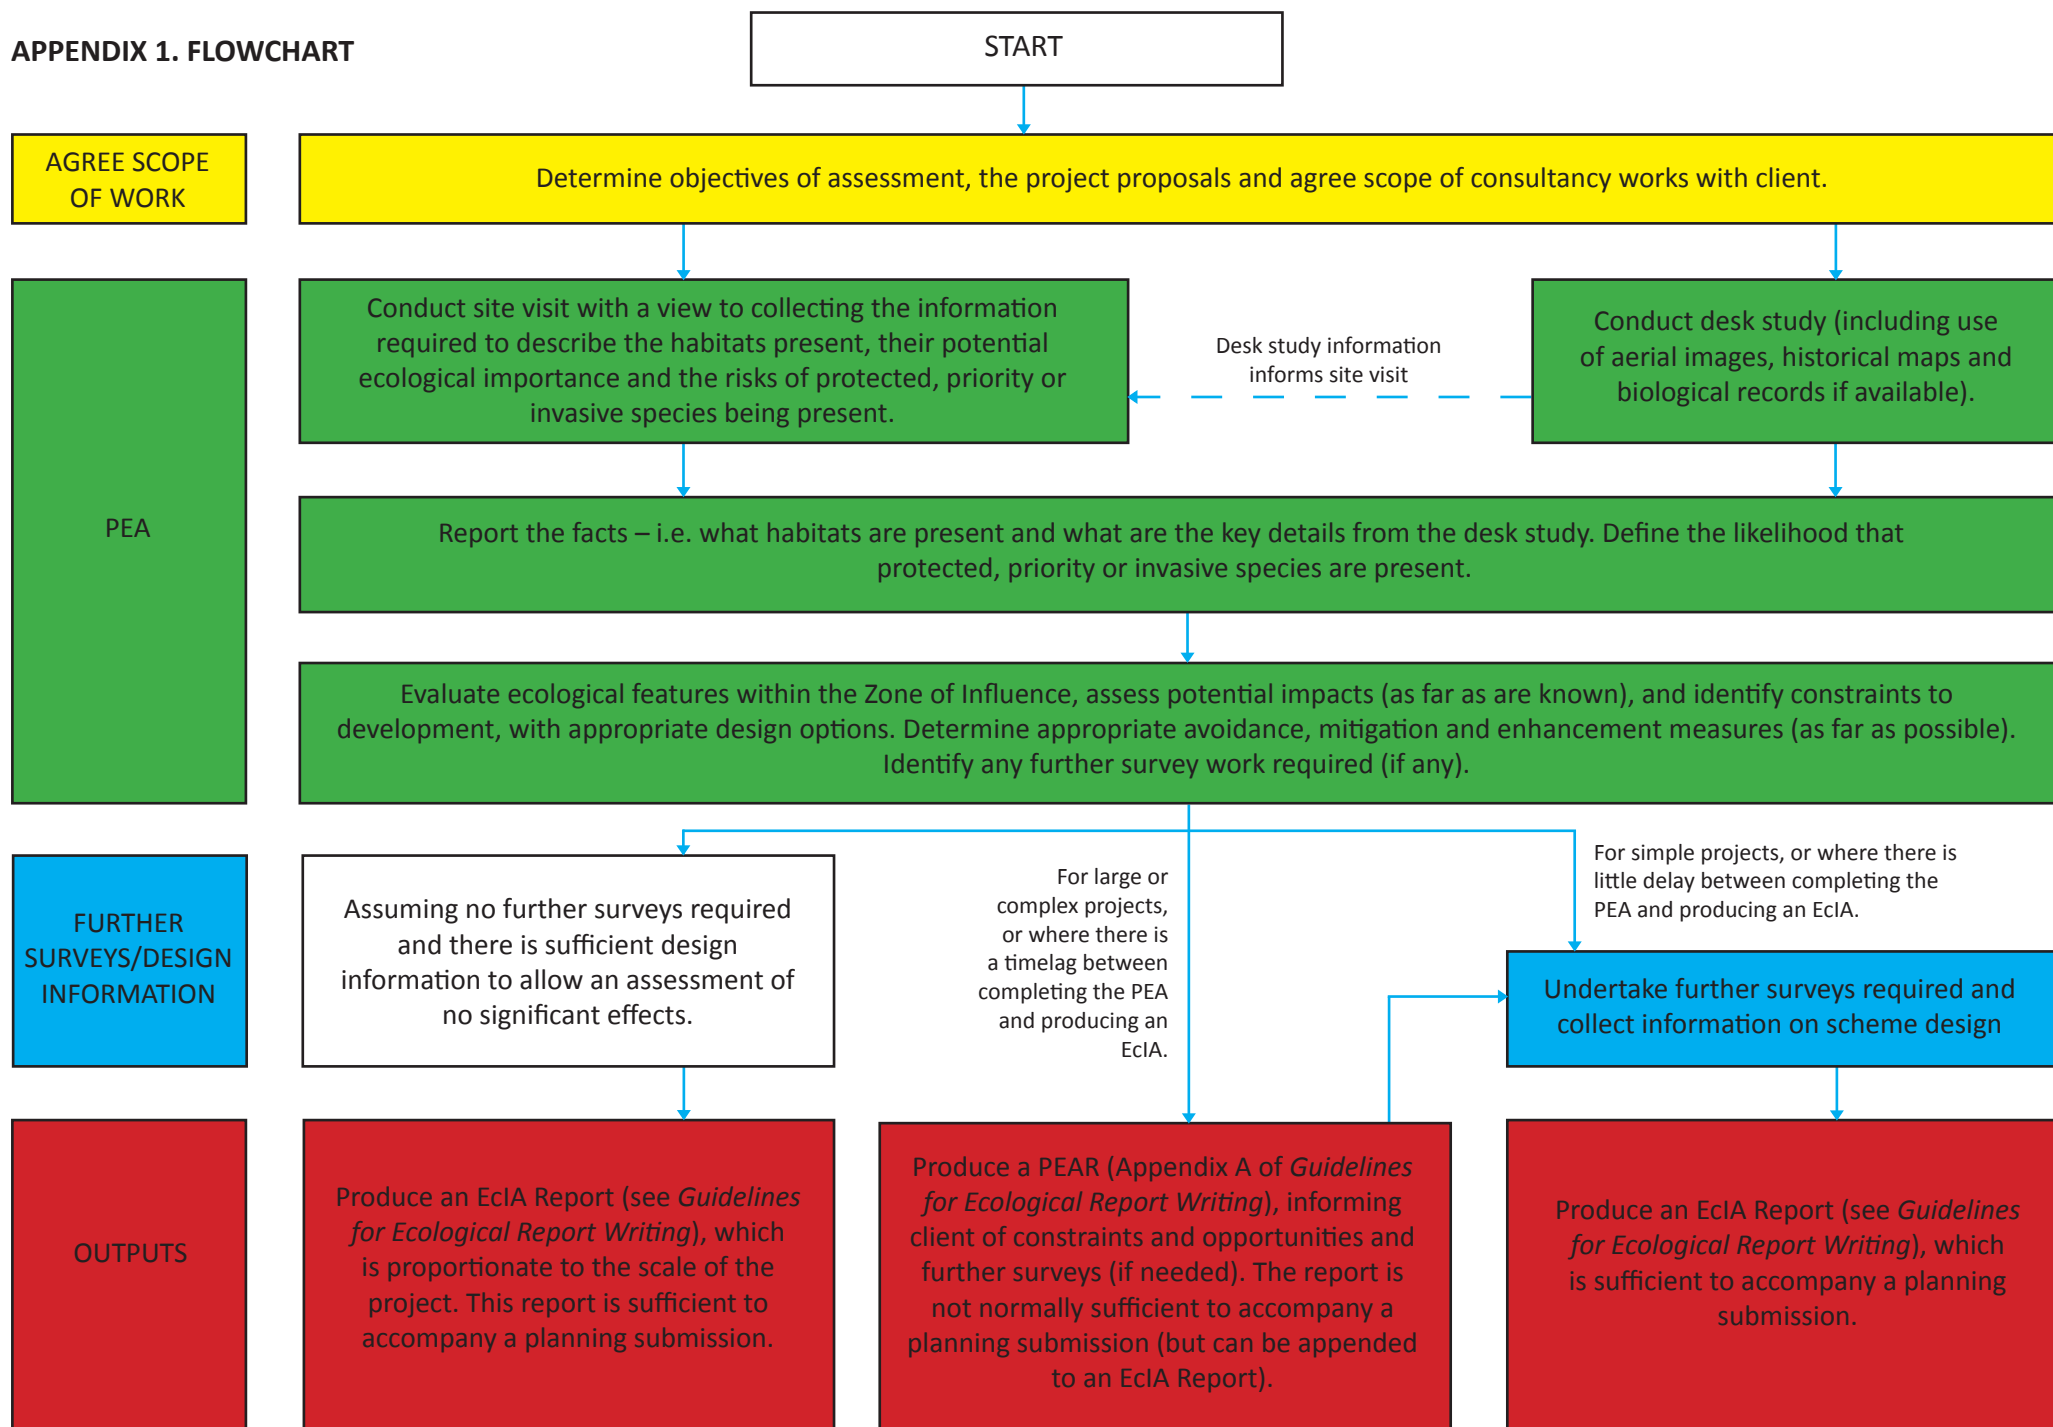 APPENDIX 1. FLOWCHART
START
AGREE SCOPE
OF WORK
Determine objectives of assessment, the project proposals and agree scope of consultancy works with client.
PEA
Conduct site visit with a view to collecting the information
required to describe the habitats present, their potential
ecological importance and the risks of protected, priority or
invasive species being present.
Desk study information
informs site visit
Conduct desk study (including use
of aerial images, historical maps and
biological records if available).
Report the facts – i.e. what habitats are present and what are the key details from the desk study. Define the likelihood that
protected, priority or invasive species are present.
Evaluate ecological features within the Zone of Influence, assess potential impacts (as far as are known), and identify constraints to
development, with appropriate design options. Determine appropriate avoidance, mitigation and enhancement measures (as far as possible).
Identify any further survey work required (if any).
FURTHER
SURVEYS/DESIGN
INFORMATION
Assuming no further surveys required
and there is sufficient design
information to allow an assessment of
no significant effects.
For large or
complex projects,
or where there is
a timelag between
completing the PEA
and producing an
EcIA.
For simple projects, or where there is
little delay between completing the
PEA and producing an EcIA.
Undertake further surveys required and
collect information on scheme design
OUTPUTS
Produce an EcIA Report (see Guidelines
for Ecological Report Writing), which
is proportionate to the scale of the
project. This report is sufficient to
accompany a planning submission.
Produce a PEAR (Appendix A of Guidelines
for Ecological Report Writing), informing
client of constraints and opportunities and
further surveys (if needed). The report is
not normally sufficient to accompany a
planning submission (but can be appended
to an EcIA Report).
Produce an EcIA Report (see Guidelines
for Ecological Report Writing), which
is sufficient to accompany a planning
submission.